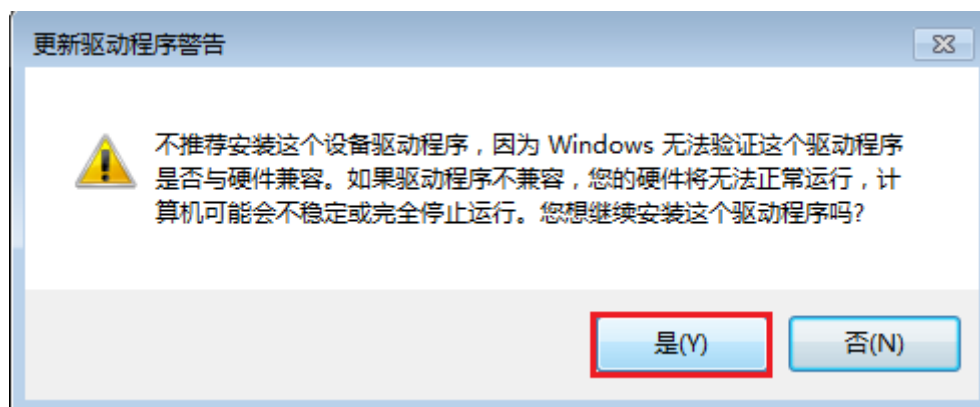 更新驱动程序警告
不推荐安装这个设备驱动程序，因为 Windows 无法验证这个驱动程序
是否与硬件兼容。如果驱动程序不兼容，您的硬件将无法正常运行，计
算机可能会不稳定或完全停止运行。您想继续安装这个驱动程序吗?
是(Y)
否(N)